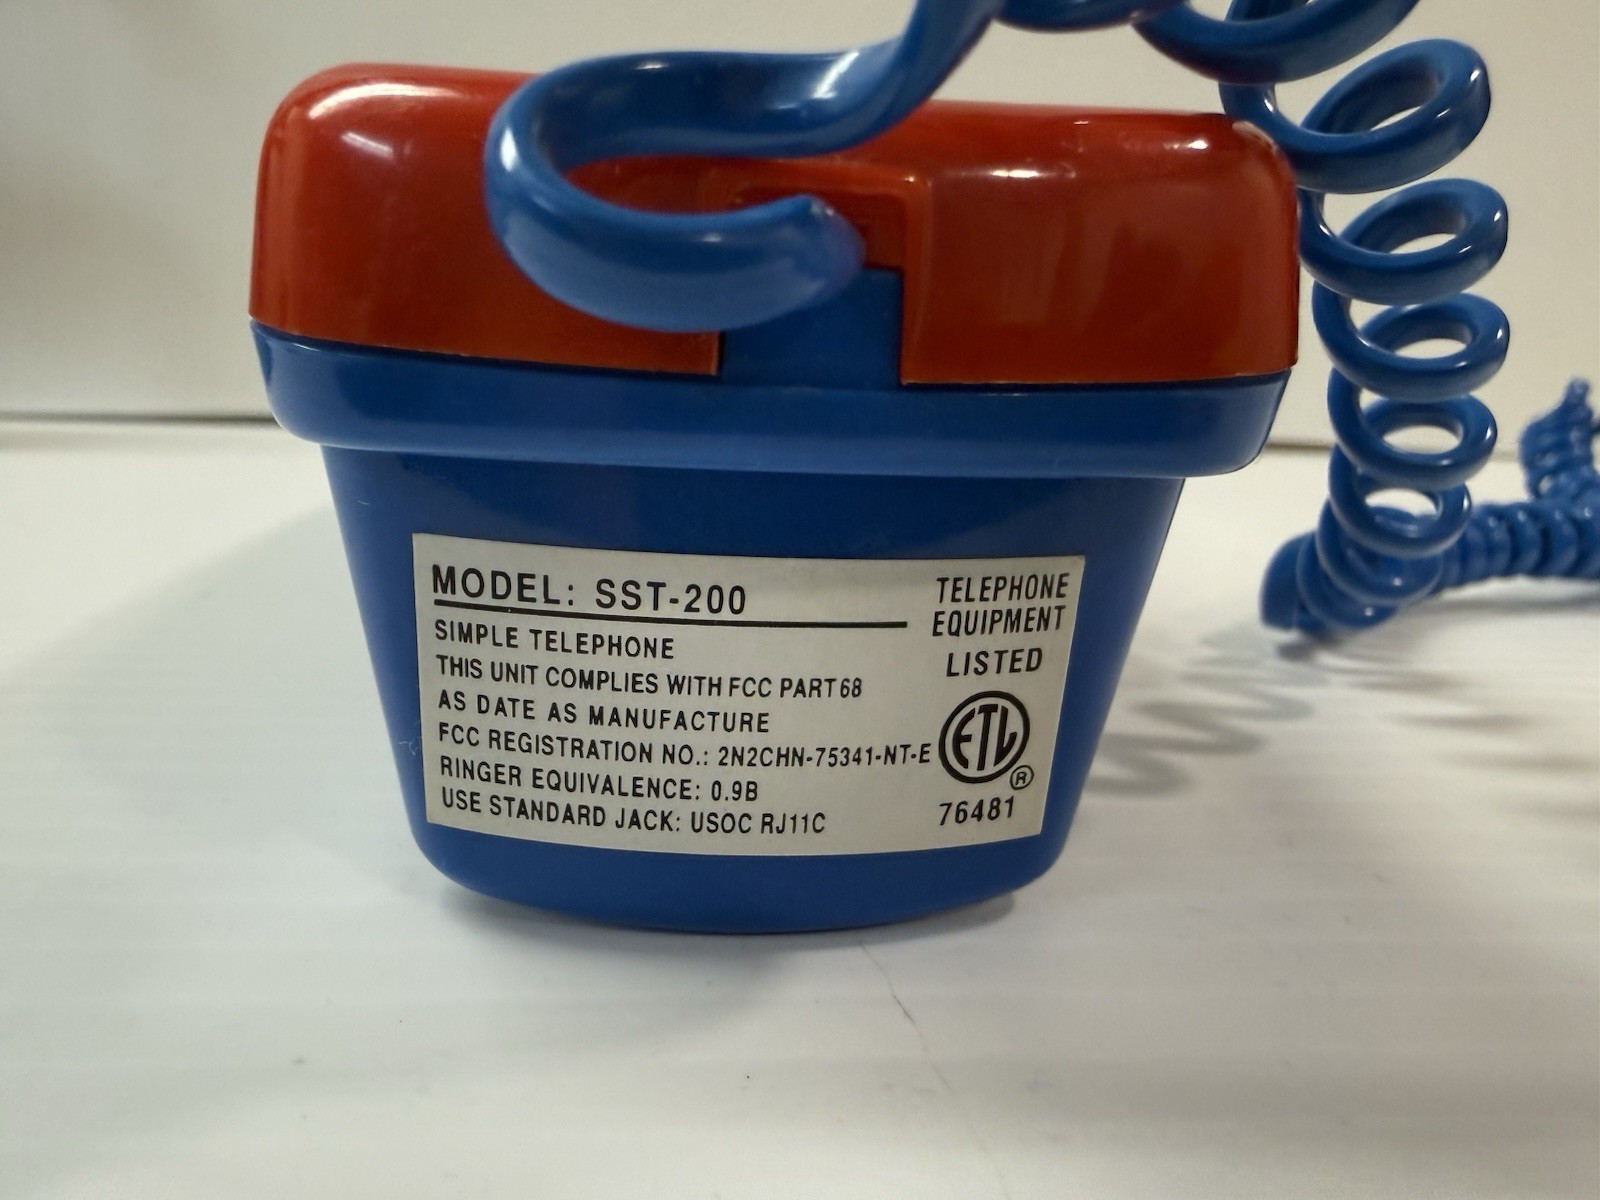 MODEL: SST-200
SIMPLE TELEPHONE
THIS UNIT COMPLIES WITH FCC PART 68
AS DATE AS MANUFACTURE
FCC REGISTRATION NO.: 2N2CHN-75341-NT-E
RINGER EQUIVALENCE: 0.9B
USE STANDARD JACK: USOC RJ11C
TELEPHONE
EQUIPMENT
LISTED
ETL
®
76481